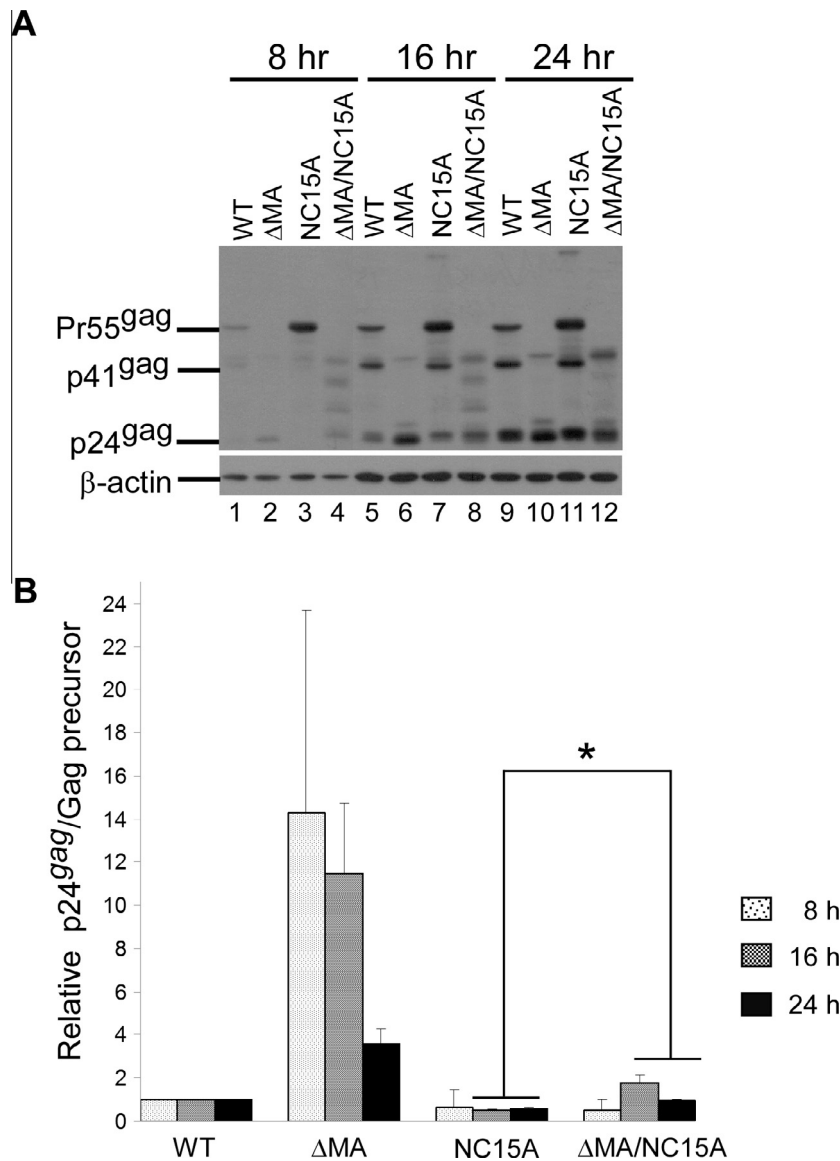 A
8 hr 16 hr 24 hr
WT ΔMA NC15A ΔMA/NC15A WT ΔMA NC15A ΔMA/NC15A WT ΔMA NC15A ΔMA/NC15A
Pr55gag
p41gag
p24gag
β-actin
1 2 3 4 5 6 7 8 9 10 11 12
B
Relative p24gag/Gag precursor
24
22
20
18
16
14
12
10
8
6
4
2
0
*
8 h
16 h
24 h
WT ΔMA NC15A ΔMA/NC15A